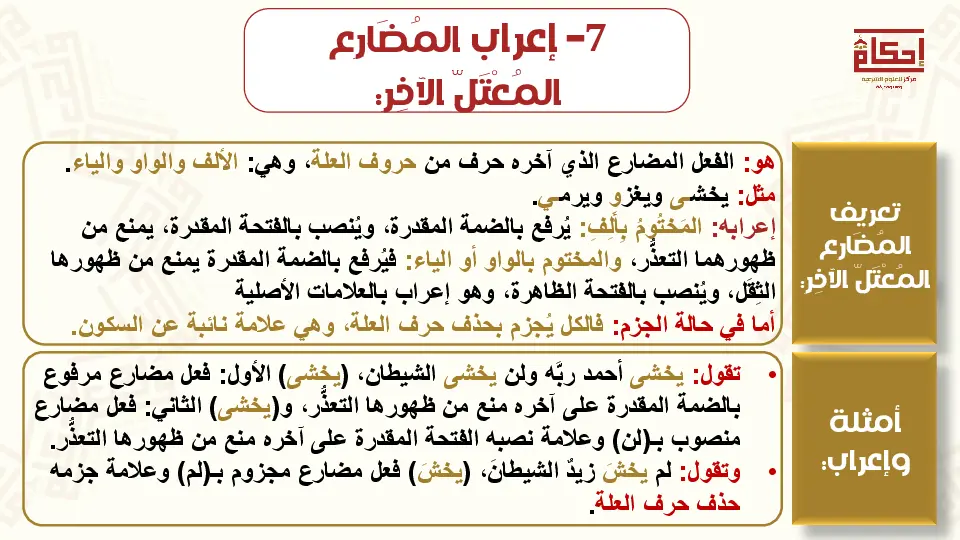 7- إعراب المُضَارع
المُعْتَلّ الآخِر:
إحكام
مركز للعلوم الشرعية
تعريف
المُضَارع
المُعْتَلّ الآخِر:
هو: الفعل المضارع الذي آخره حرف من حروف العلة، وهي: الألف والواو والياء.
مثل: يخشى ويغزو ويرمي.
إعرابه: المَختُومُ بِأَلِفِ: يُرفع بالضمة المقدرة، ويُنصب بالفتحة المقدرة، يمنع من
ظهورهما التعذُّر، والمختوم بالواو أو الياء: فيُرفع بالضمة المقدرة يمنع من ظهورها
الثِقَل، ويُنصب بالفتحة الظاهرة، وهو إعراب بالعلامات الأصلية
أما في حالة الجزم: فالكل يُجزم بحذف حرف العلة، وهي علامة نائبة عن السكون.
أمثلة
وإعراب:
• تقول: يخشى أحمد ربَّه ولن يخشى الشيطان، (يخشى) الأول: فعل مضارع مرفوع
بالضمة المقدرة على آخره منع من ظهورها التعذُّر، و(يخشى) الثاني: فعل مضارع
منصوب بـ(لن) وعلامة نصبه الفتحة المقدرة على آخره منع من ظهورها التعذُّر.
• وتقول: لم يخشَ زيدٌ الشيطانَ، (يخشَ) فعل مضارع مجزوم بـ(لم) وعلامة جزمه
حذف حرف العلة.